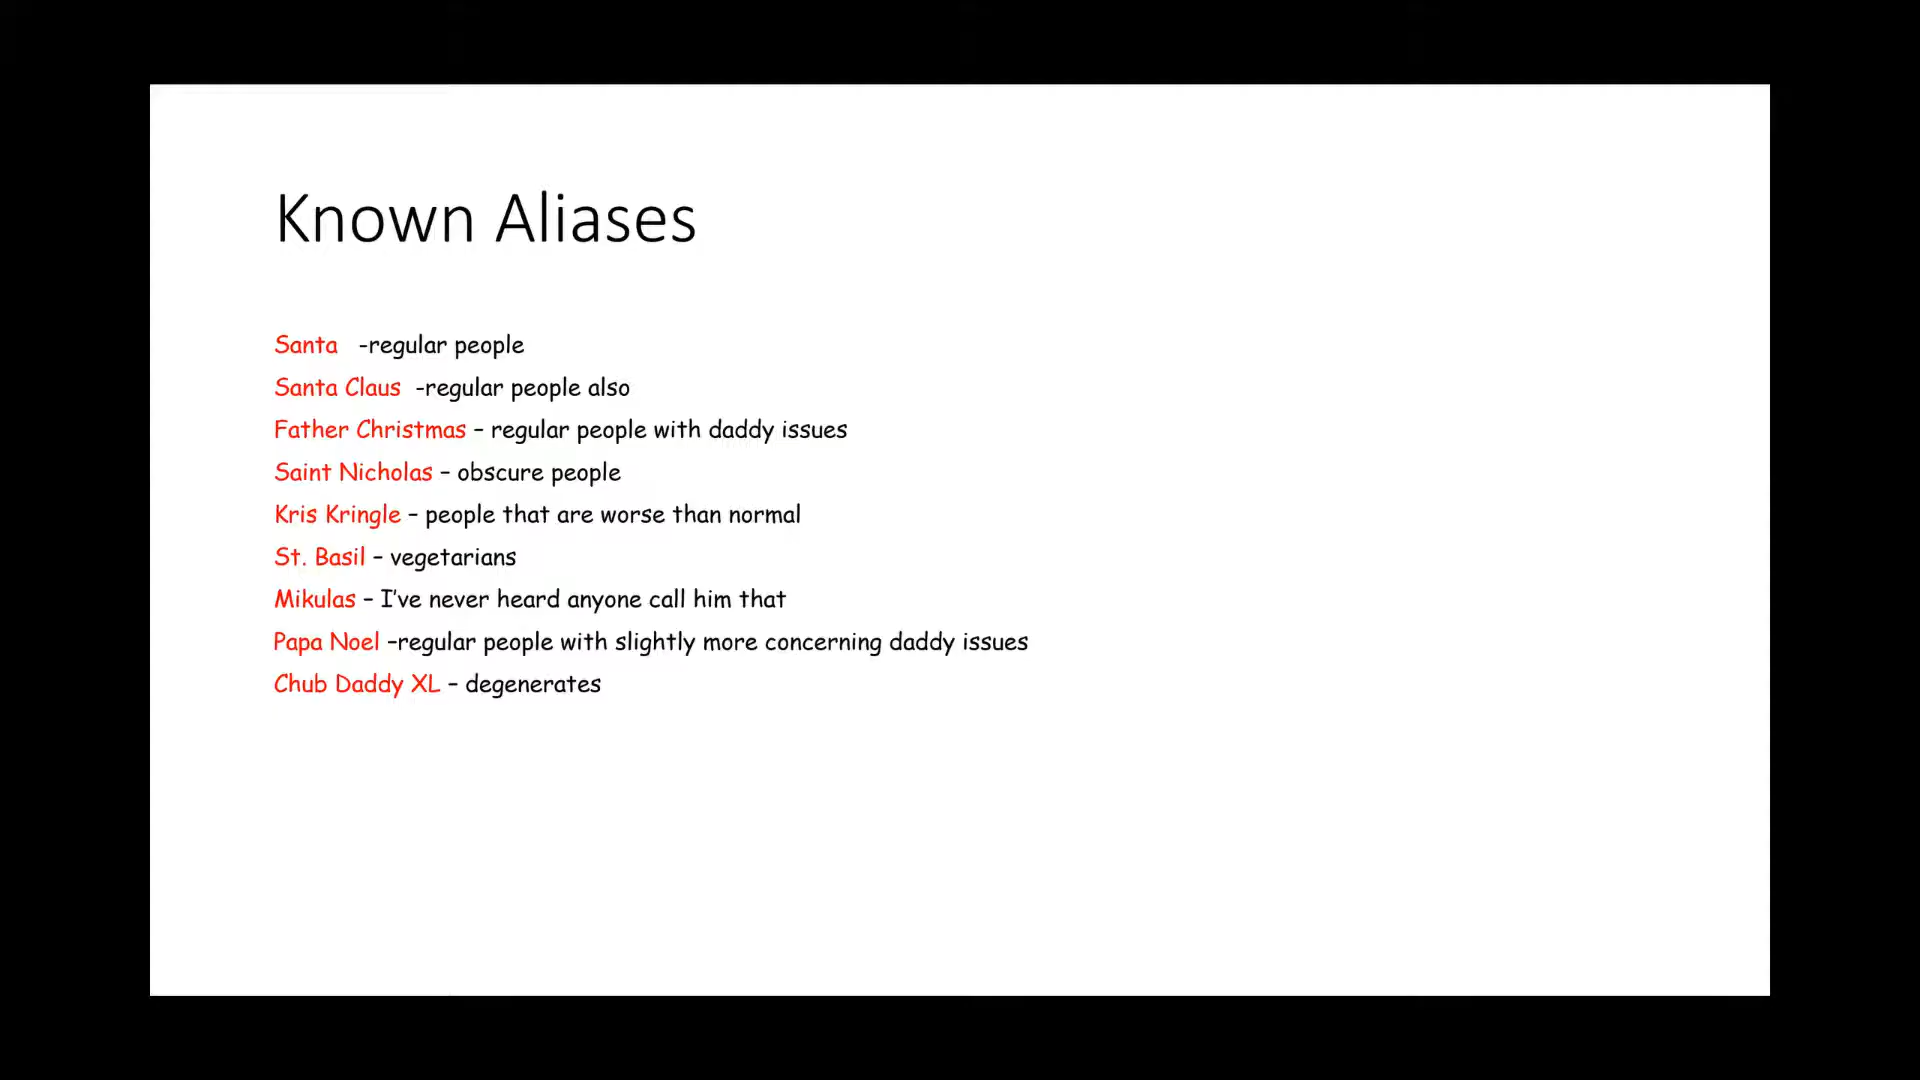 Known Aliases
Santa -regular people
Santa Claus -regular people also
Father Christmas – regular people with daddy issues
Saint Nicholas – obscure people
Kris Kringle – people that are worse than normal
St. Basil – vegetarians
Mikulas – I’ve never heard anyone call him that
Papa Noel –regular people with slightly more concerning daddy issues
Chub Daddy XL – degenerates